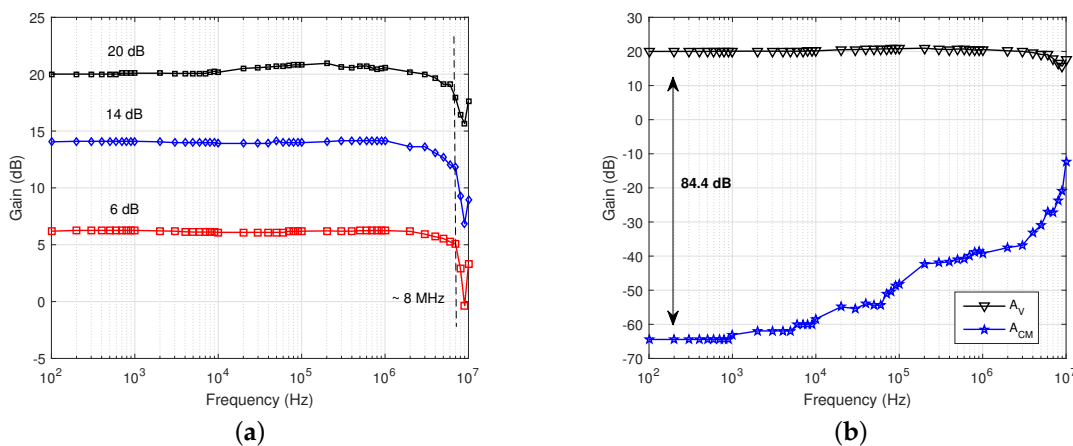 25
20
15
10
5
0
-5
Gain (dB)
20 dB
14 dB
6 dB
~ 8 MHz
10^2 10^3 10^4 10^5 10^6 10^7
Frequency (Hz)
(a)
30
20
10
0
-10
-20
-30
-40
-50
-60
-70
Gain (dB)
84.4 dB
A_V
A_CM
10^2 10^3 10^4 10^5 10^6 10^7
Frequency (Hz)
(b)